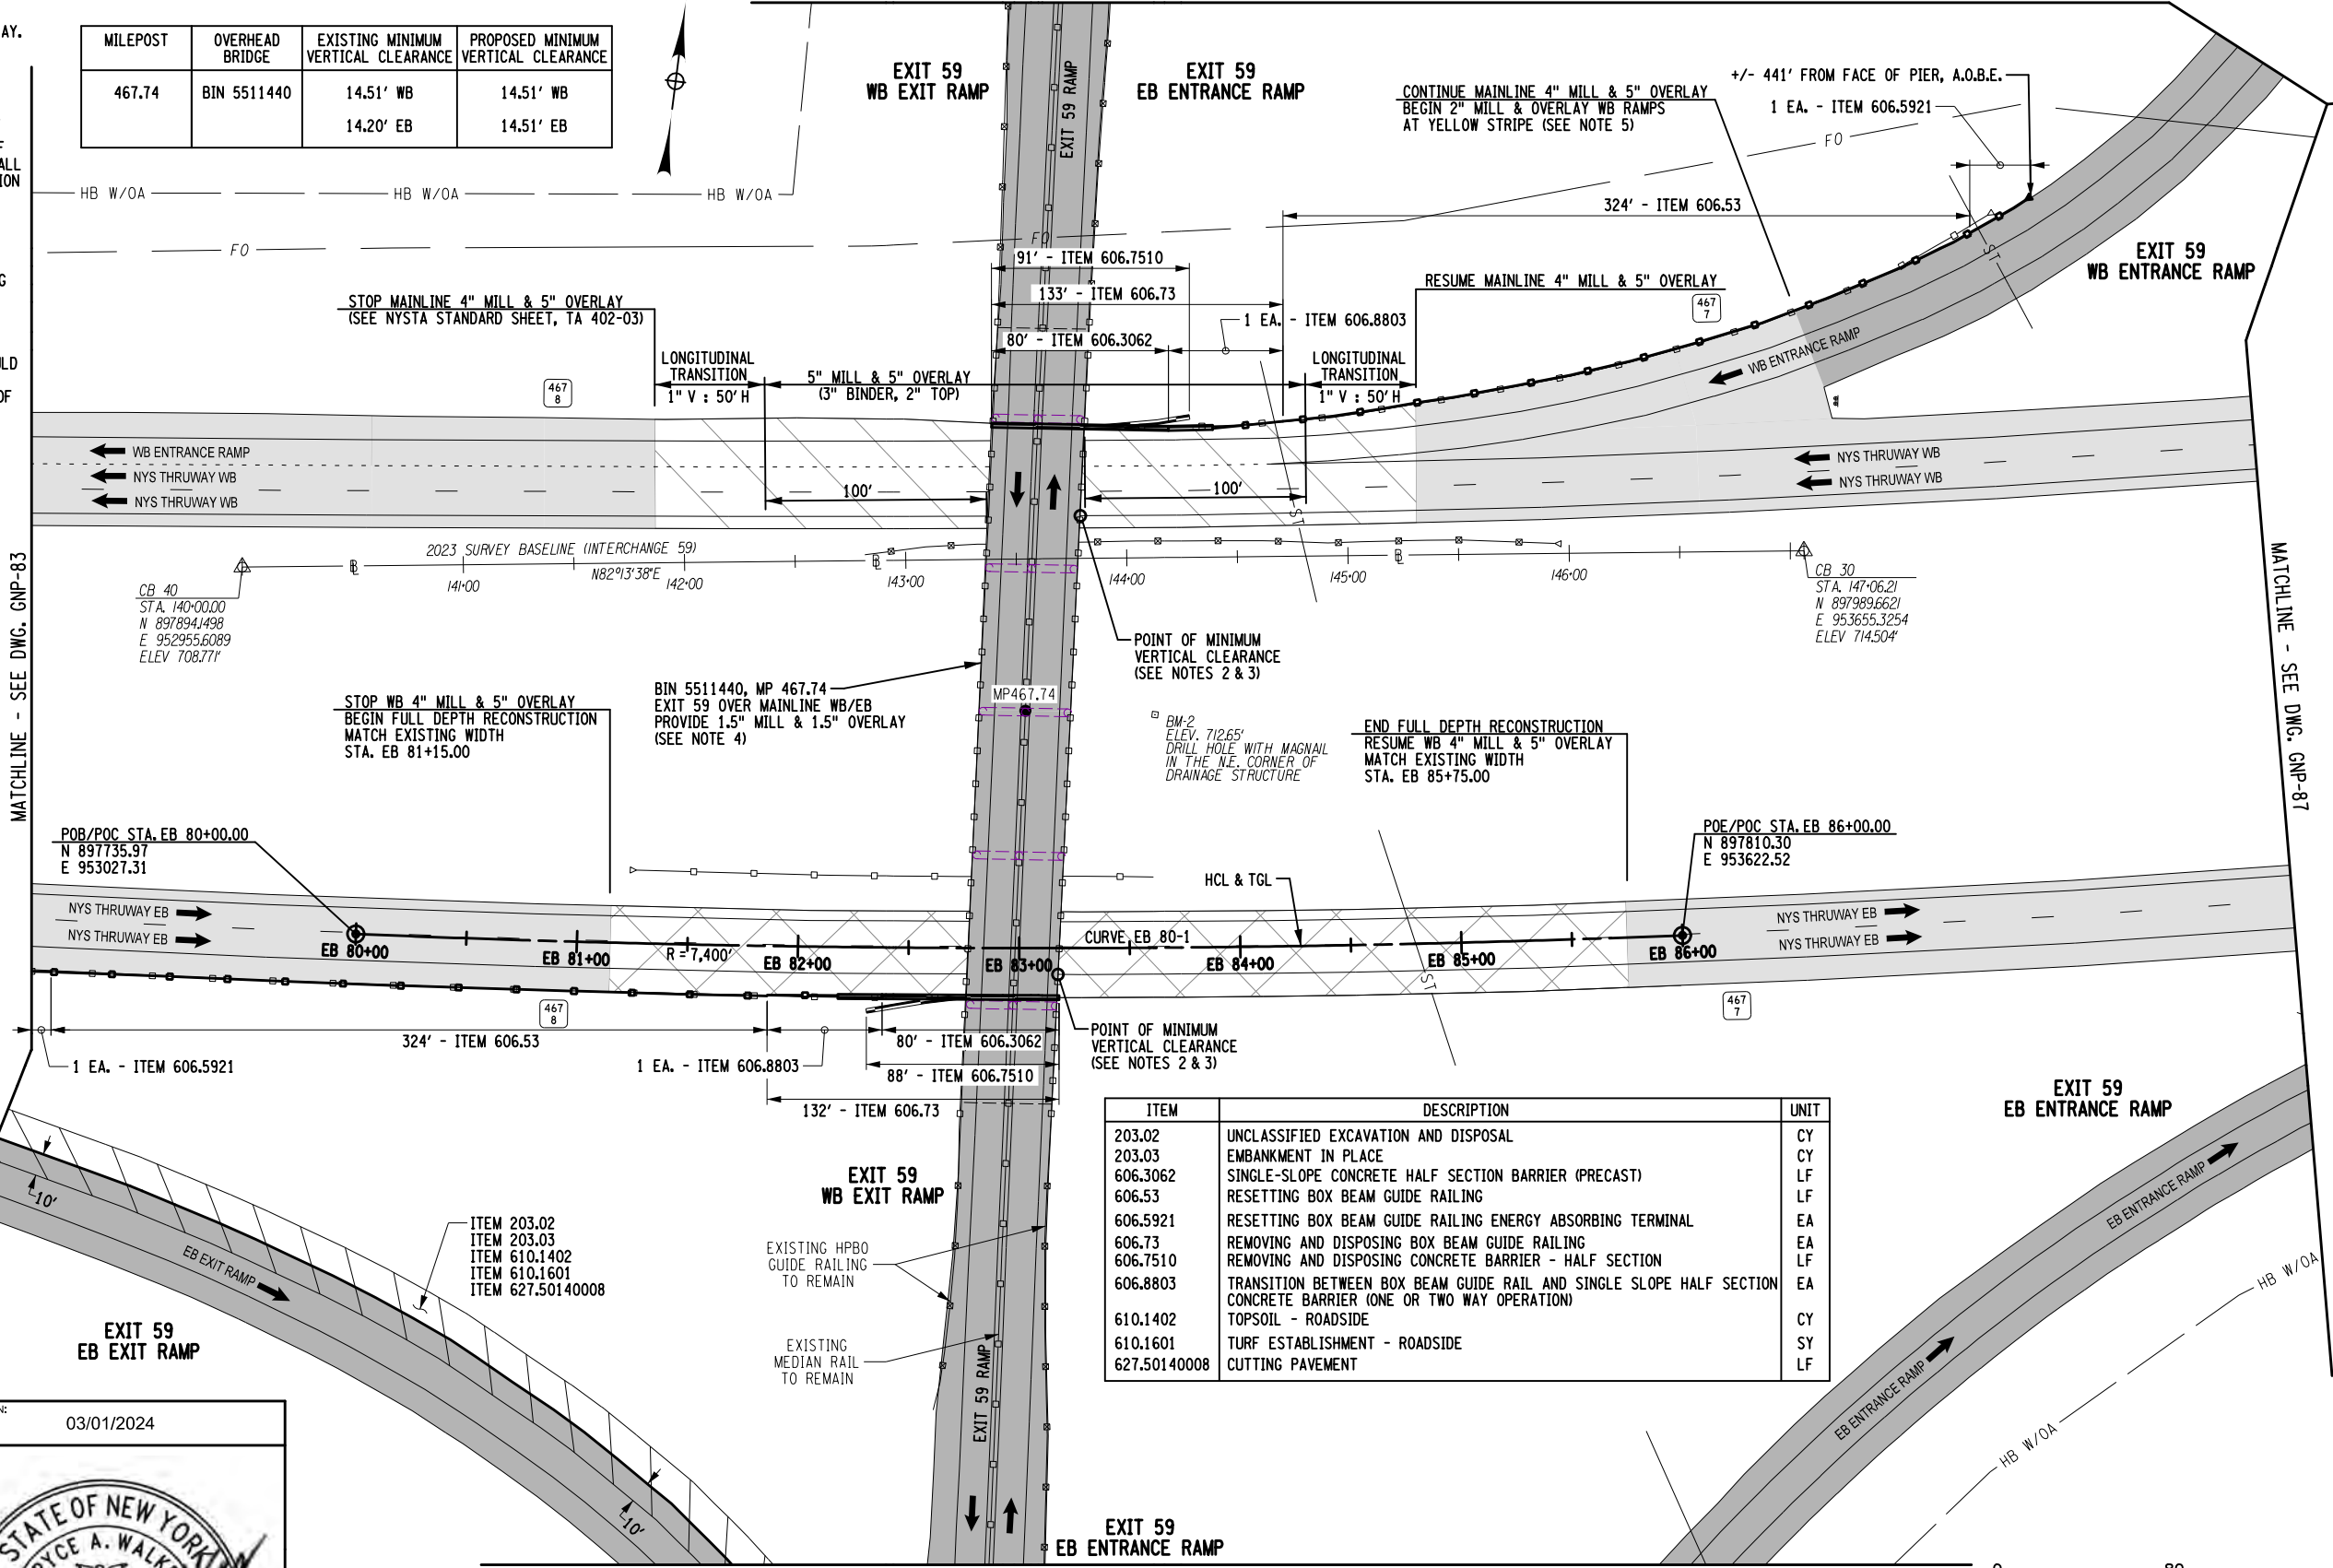 AY.
MILEPOST OVERHEAD BRIDGE EXISTING MINIMUM VERTICAL CLEARANCE PROPOSED MINIMUM VERTICAL CLEARANCE
467.74 BIN 5511440 14.51' WB 14.51' WB
14.20' EB 14.51' EB
F
ALL
ION
G
ULD
OF
EXIT 59
WB EXIT RAMP
EXIT 59 RAMP
EXIT 59
EB ENTRANCE RAMP
CONTINUE MAINLINE 4" MILL & 5" OVERLAY
BEGIN 2" MILL & OVERLAY WB RAMPS
AT YELLOW STRIPE (SEE NOTE 5)
+/- 441' FROM FACE OF PIER, A.O.B.E.
1 EA. - ITEM 606.5921
FO
HB W/OA
HB W/OA
HB W/OA
FO
FO
324' - ITEM 606.53
ST
EXIT 59
WB ENTRANCE RAMP
91' - ITEM 606.7510
133' - ITEM 606.73
1 EA. - ITEM 606.8803
80' - ITEM 606.3062
RESUME MAINLINE 4" MILL & 5" OVERLAY
467
7
STOP MAINLINE 4" MILL & 5" OVERLAY
(SEE NYSTA STANDARD SHEET, TA 402-03)
LONGITUDINAL
TRANSITION
1" V : 50' H
5" MILL & 5" OVERLAY
(3" BINDER, 2" TOP)
LONGITUDINAL
TRANSITION
1" V : 50' H
467
8
WB ENTRANCE RAMP
WB ENTRANCE RAMP
NYS THRUWAY WB
NYS THRUWAY WB
100'
100'
NYS THRUWAY WB
NYS THRUWAY WB
ST
MATCHLINE - SEE DWG. GNP-83
MATCHLINE - SEE DWG. GNP-87
2023 SURVEY BASELINE (INTERCHANGE 59)
N82°13'38"E
141+00
142+00
143+00
144+00
145+00
146+00
CB 40
STA. 140+00.00
N 897894.1498
E 952955.6089
ELEV 708.771'
CB 30
STA. 147+06.21
N 897989.6621
E 953655.3254
ELEV 714.504'
POINT OF MINIMUM
VERTICAL CLEARANCE
(SEE NOTES 2 & 3)
BIN 5511440, MP 467.74
EXIT 59 OVER MAINLINE WB/EB
PROVIDE 1.5" MILL & 1.5" OVERLAY
(SEE NOTE 4)
MP467.74
STOP WB 4" MILL & 5" OVERLAY
BEGIN FULL DEPTH RECONSTRUCTION
MATCH EXISTING WIDTH
STA. EB 81+15.00
BM-2
ELEV. 712.65'
DRILL HOLE WITH MAGNAIL
IN THE N.E. CORNER OF
DRAINAGE STRUCTURE
END FULL DEPTH RECONSTRUCTION
RESUME WB 4" MILL & 5" OVERLAY
MATCH EXISTING WIDTH
STA. EB 85+75.00
POB/POC STA. EB 80+00.00
N 897735.97
E 953027.31
POE/POC STA. EB 86+00.00
N 897810.30
E 953622.52
HCL & TGL
NYS THRUWAY EB
NYS THRUWAY EB
EB 80+00
EB 81+00
R = 7,400'
EB 82+00
EB 83+00
CURVE EB 80-1
EB 84+00
EB 85+00
EB 86+00
NYS THRUWAY EB
NYS THRUWAY EB
ST
467
8
467
7
324' - ITEM 606.53
80' - ITEM 606.3062
1 EA. - ITEM 606.5921
1 EA. - ITEM 606.8803
88' - ITEM 606.7510
132' - ITEM 606.73
POINT OF MINIMUM
VERTICAL CLEARANCE
(SEE NOTES 2 & 3)
EXIT 59
EB ENTRANCE RAMP
ITEM DESCRIPTION UNIT
203.02 UNCLASSIFIED EXCAVATION AND DISPOSAL CY
203.03 EMBANKMENT IN PLACE CY
606.3062 SINGLE-SLOPE CONCRETE HALF SECTION BARRIER (PRECAST) LF
606.53 RESETTING BOX BEAM GUIDE RAILING LF
606.5921 RESETTING BOX BEAM GUIDE RAILING ENERGY ABSORBING TERMINAL EA
606.73 REMOVING AND DISPOSING BOX BEAM GUIDE RAILING EA
606.7510 REMOVING AND DISPOSING CONCRETE BARRIER - HALF SECTION LF
606.8803 TRANSITION BETWEEN BOX BEAM GUIDE RAIL AND SINGLE SLOPE HALF SECTION EA
CONCRETE BARRIER (ONE OR TWO WAY OPERATION)
610.1402 TOPSOIL - ROADSIDE CY
610.1601 TURF ESTABLISHMENT - ROADSIDE SY
627.50140008 CUTTING PAVEMENT LF
EXIT 59
WB EXIT RAMP
10'
EB EXIT RAMP
ITEM 203.02
ITEM 203.03
ITEM 610.1402
ITEM 610.1601
ITEM 627.50140008
EXISTING HPBO
GUIDE RAILING
TO REMAIN
EXISTING
MEDIAN RAIL
TO REMAIN
EXIT 59 RAMP
EXIT 59
EB EXIT RAMP
10'
EB ENTRANCE RAMP
EB ENTRANCE RAMP
HB W/OA
HB W/OA
EXIT 59
EB ENTRANCE RAMP
N:
03/01/2024
STATE OF NEW YORK
YCE A. WALK
0 80